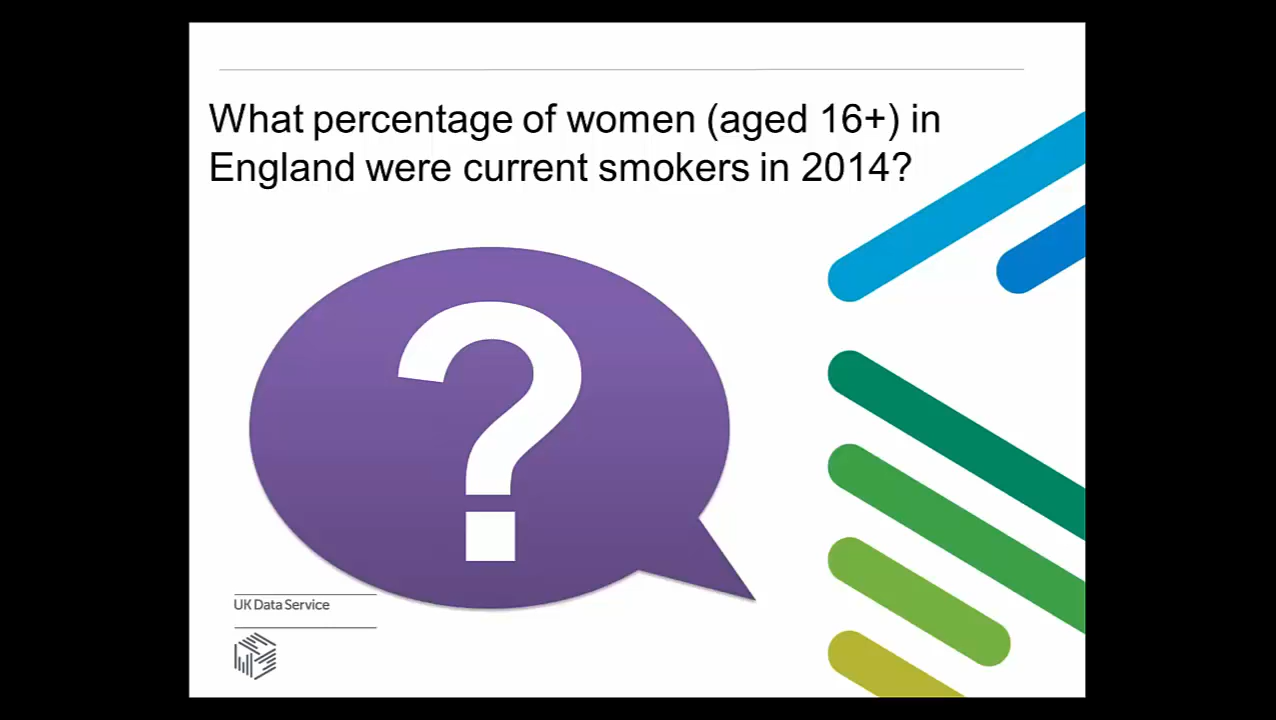 What percentage of women (aged 16+) in
England were current smokers in 2014?
?
UK Data Service